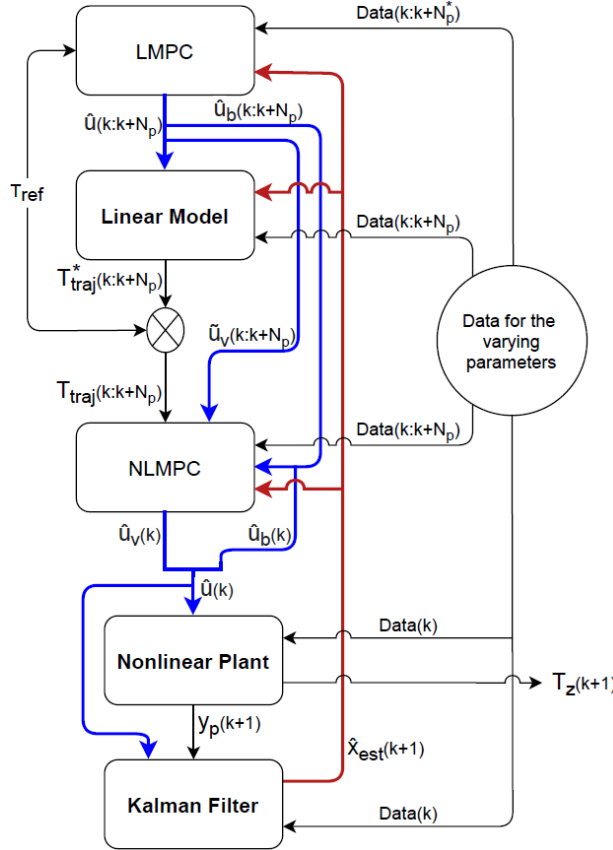 Data(k:k+N*p)
LMPC
û(k:k+Np)
ûb(k:k+Np)
Tref
Linear Model
Data(k:k+Np)
T*traj(k:k+Np)
Data for the
varying
parameters
ũv(k:k+Np)
Ttraj(k:k+Np)
Data(k:k+Np)
NLMPC
ûv(k)
ûb(k)
û(k)
Data(k)
Nonlinear Plant
Tz(k+1)
yp(k+1)
x̂est(k+1)
Kalman Filter
Data(k)